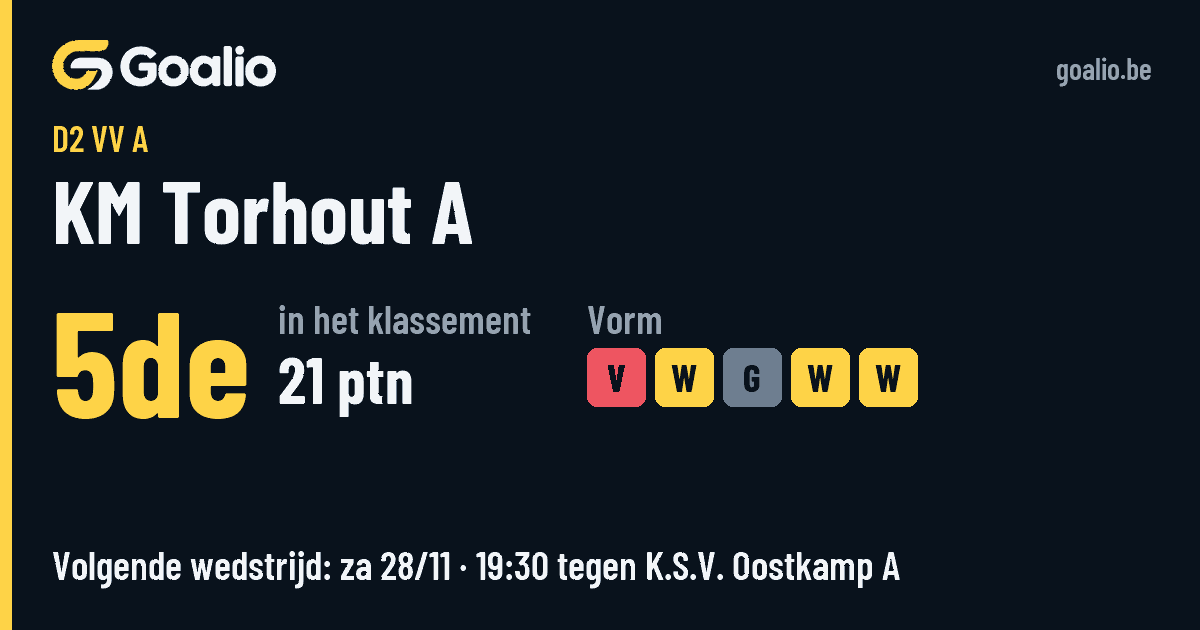 Goalio
goalio.be
D2 VV A
KM Torhout A
5de
in het klassement
21 ptn
Vorm
V W G W W
Volgende wedstrijd: za 28/11 · 19:30 tegen K.S.V. Oostkamp A